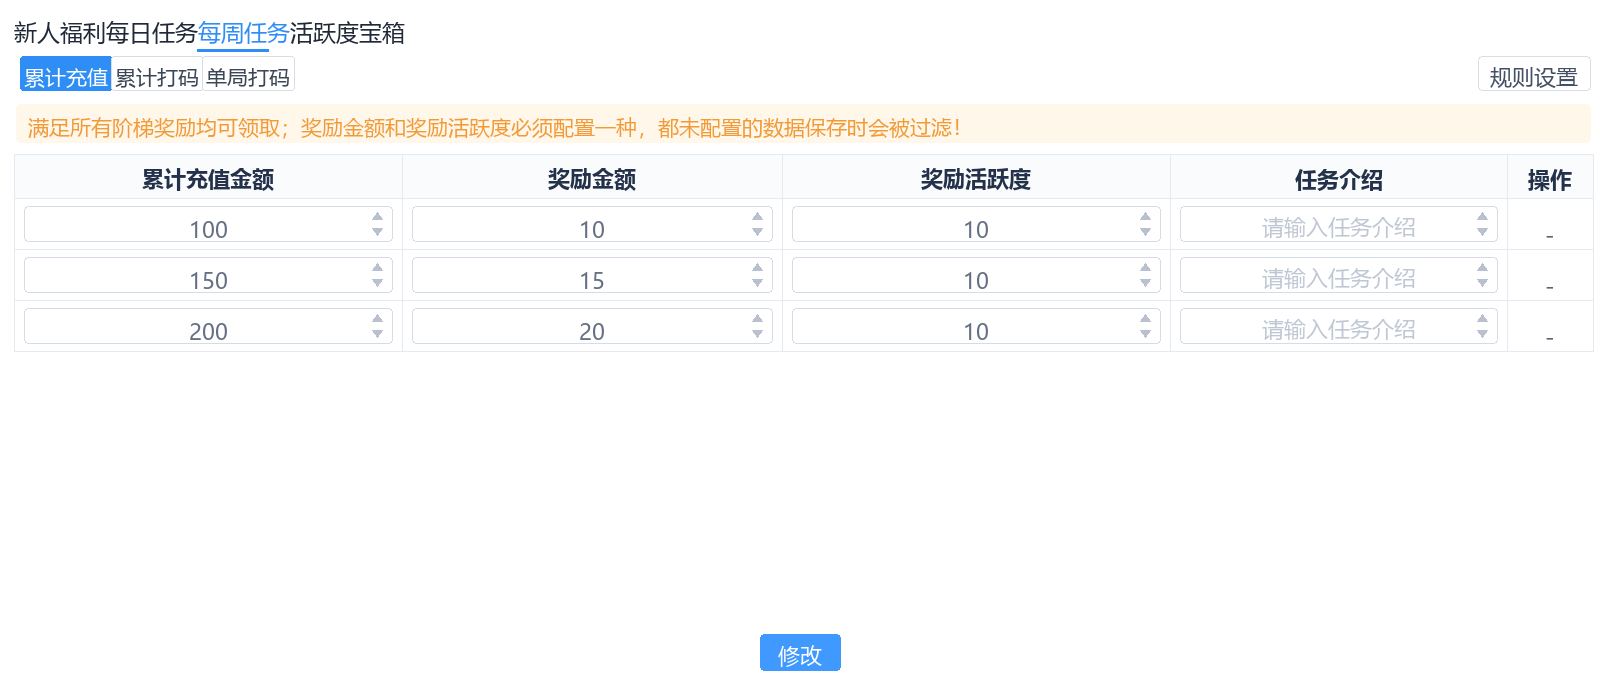 新人福利每日任务每周任务活跃度宝箱
累计充值 累计打码 单局打码 规则设置
满足所有阶梯奖励均可领取；奖励金额和奖励活跃度必须配置一种，都未配置的数据保存时会被过滤！
累计充值金额 奖励金额 奖励活跃度 任务介绍 操作
100 10 10 请输入任务介绍 -
150 15 10 请输入任务介绍 -
200 20 10 请输入任务介绍 -
修改